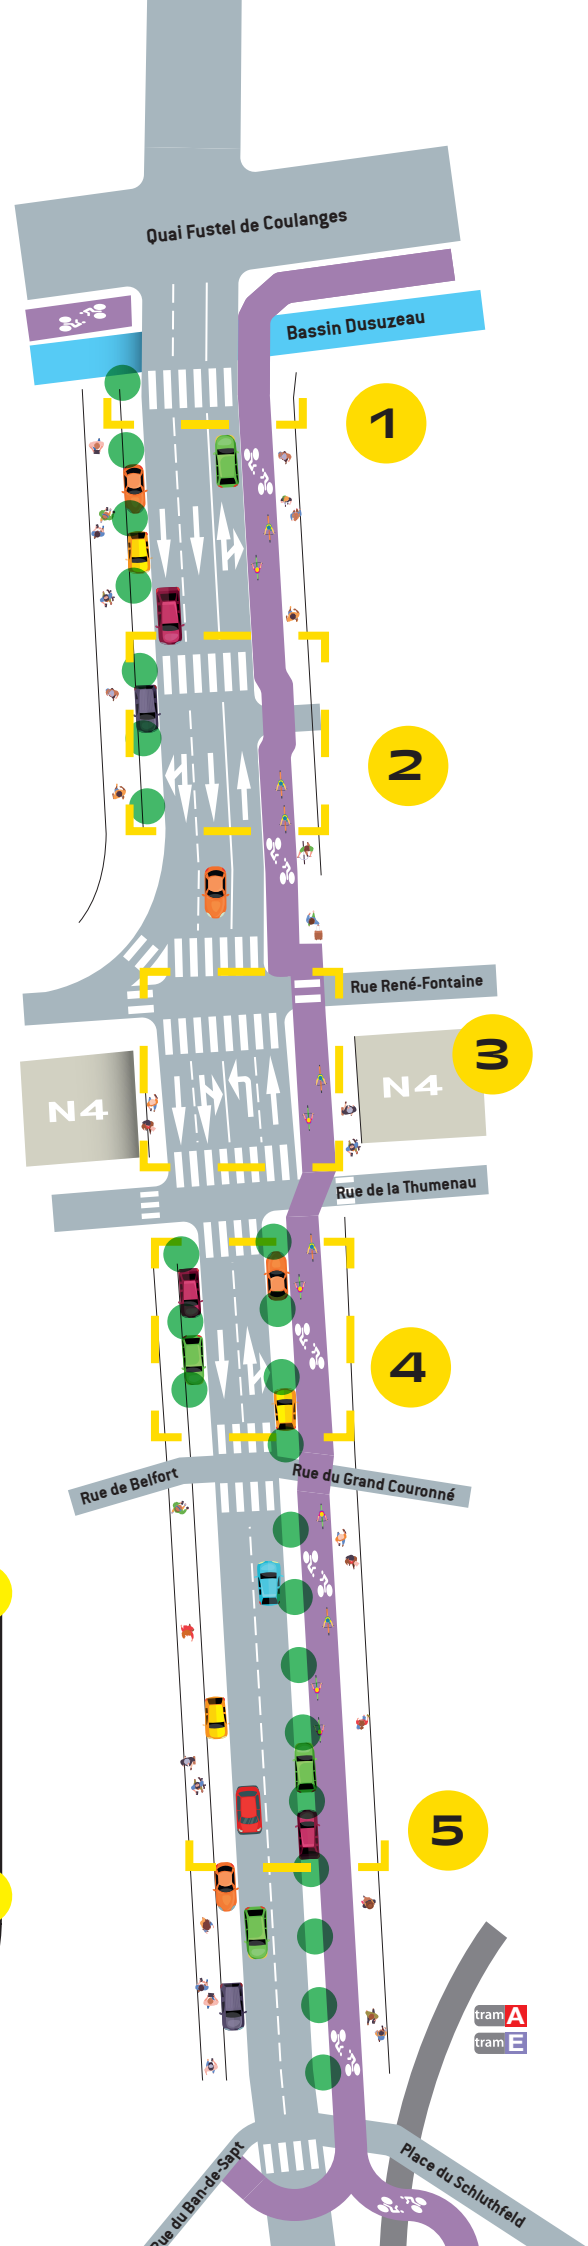 Quai Fustel de Coulanges
Bassin Dusuzeau
1
2
Rue René-Fontaine
3
N4
N4
Rue de la Thumenau
4
Rue de Belfort
Rue du Grand Couronné
5
tram A
tram E
Rue du Ban-de-Sapt
Place du Schluthfeld